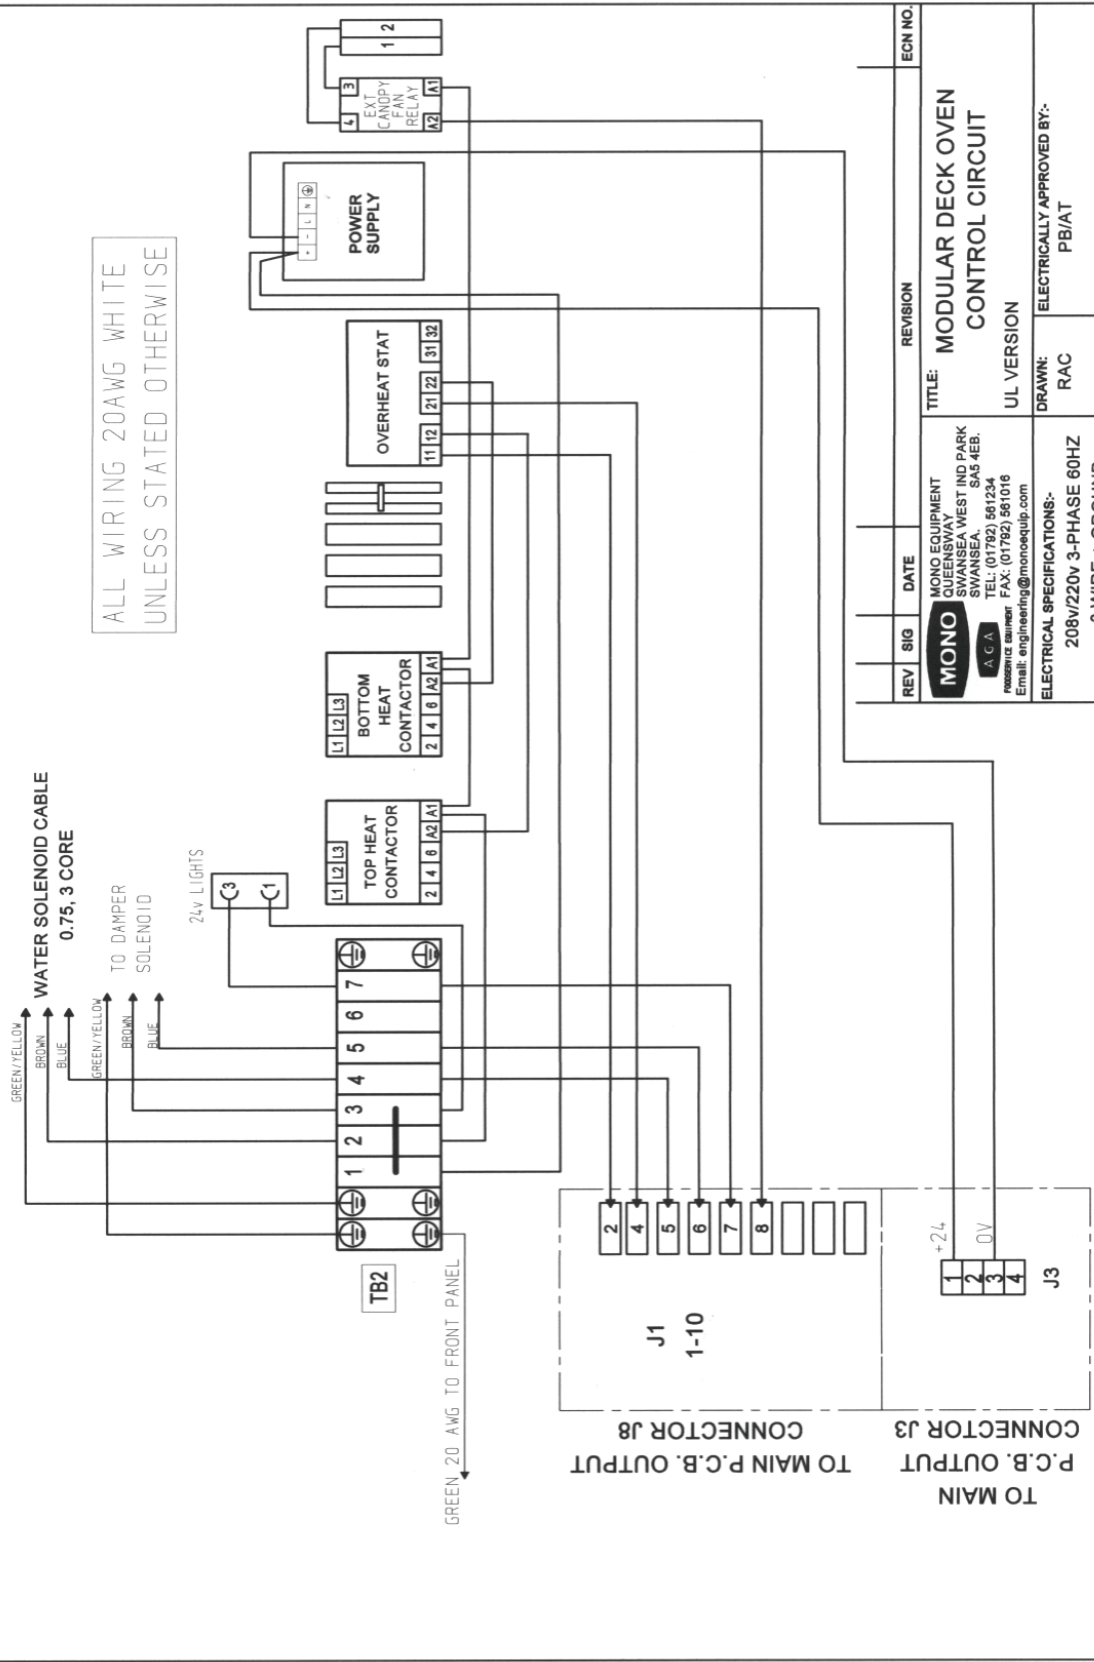 ALL WIRING 20AWG WHITE
UNLESS STATED OTHERWISE
WATER SOLENOID CABLE
0.75, 3 CORE
GREEN/YELLOW
BROWN
BLUE
TO DAMPER
SOLENOID
GREEN/YELLOW
BROWN
BLUE
24v LIGHTS
3
1
TB2
1 2 3 4 5 6 7
GREEN 20 AWG TO FRONT PANEL
L1 L2 L3
TOP HEAT
CONTACTOR
2 4 6 A2 A1
L1 L2 L3
BOTTOM
HEAT
CONTACTOR
2 4 6 A2 A1
OVERHEAT STAT
11 12 21 22 31 32
+ - L N
POWER
SUPPLY
4 3
EXT
CANOPY
FAN
RELAY
A2 A1
1 2
J1
1-10
2
4
5
6
7
8
TO MAIN P.C.B. OUTPUT
CONNECTOR J8
+24
0V
1
2
3
4
J3
TO MAIN
P.C.B. OUTPUT
CONNECTOR J3
REV SIG DATE REVISION ECN NO.
MONO
AGA
FOODSERVICE EQUIPMENT
MONO EQUIPMENT
QUEENSWAY
SWANSEA WEST IND PARK
SWANSEA. SA5 4EB.
TEL: (01792) 561234
FAX: (01792) 561016
Email: engineering@monoequip.com
TITLE: MODULAR DECK OVEN
CONTROL CIRCUIT
UL VERSION
ELECTRICAL SPECIFICATIONS:-
208v/220v 3-PHASE 60HZ
DRAWN:
RAC
ELECTRICALLY APPROVED BY:-
PB/AT